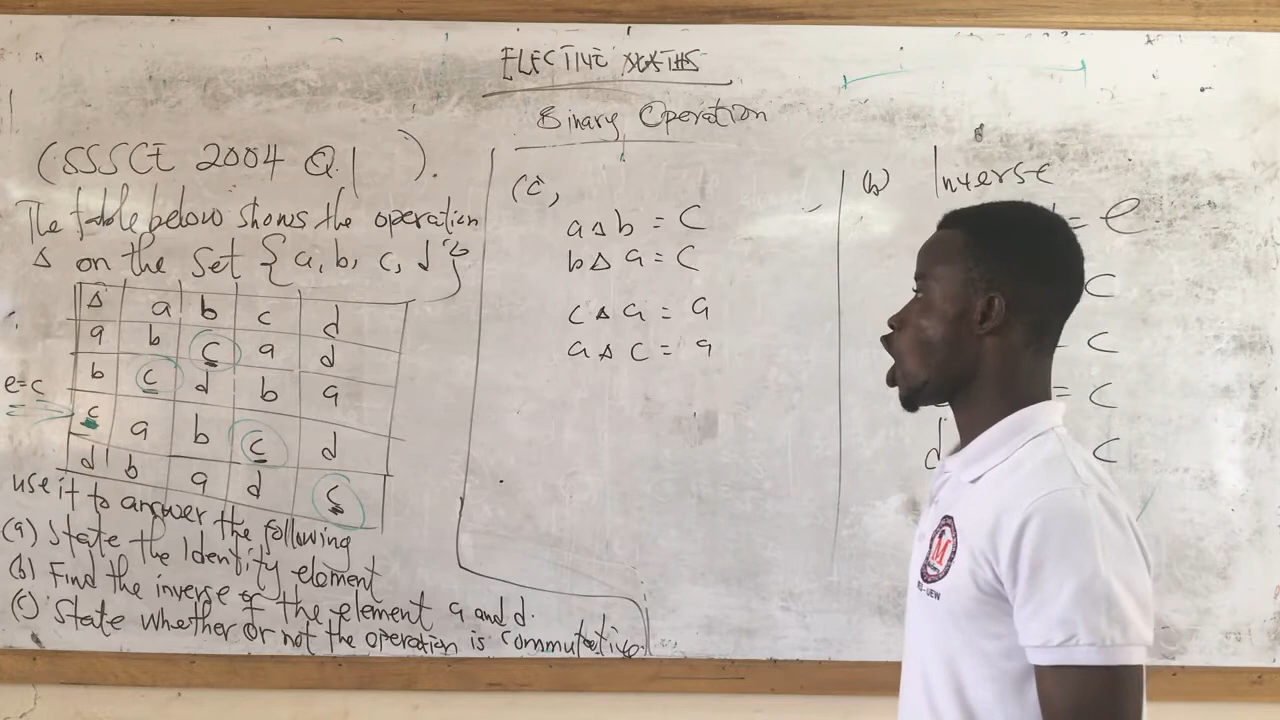 ELECTIVE MATHS
Binary Operation
(SSSCE 2004 Q1).
The table below shows the operation
Δ on the set {a, b, c, d}
Δ a b c d
a b c a d
b c d b a
e=c
c a b c d
d b a d c
use it to answer the following
(a) State the Identity element
(b) Find the inverse of the element a and d.
(c) State whether or not the operation is commutative.
(c,
a Δ b = C
b Δ a = C
c Δ a = a
a Δ c = a
(b) Inverse
= e
C
- C
= C
d C
M
- UEW